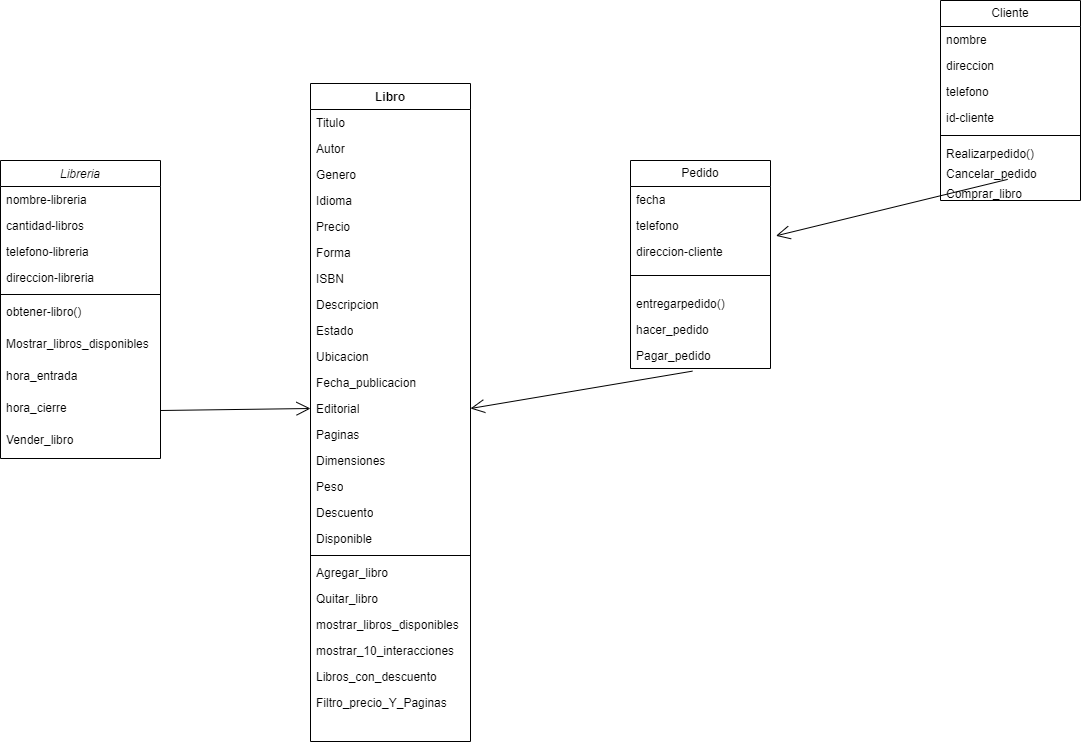 Libreria
nombre-libreria
cantidad-libros
telefono-libreria
direccion-libreria
obtener-libro()
Mostrar_libros_disponibles
hora_entrada
hora_cierre
Vender_libro
Libro
Titulo
Autor
Genero
Idioma
Precio
Forma
ISBN
Descripcion
Estado
Ubicacion
Fecha_publicacion
Editorial
Paginas
Dimensiones
Peso
Descuento
Disponible
Agregar_libro
Quitar_libro
mostrar_libros_disponibles
mostrar_10_interacciones
Libros_con_descuento
Filtro_precio_Y_Paginas
Pedido
fecha
telefono
direccion-cliente
entregarpedido()
hacer_pedido
Pagar_pedido
Cliente
nombre
direccion
telefono
id-cliente
Realizarpedido()
Cancelar_pedido
Comprar_libro